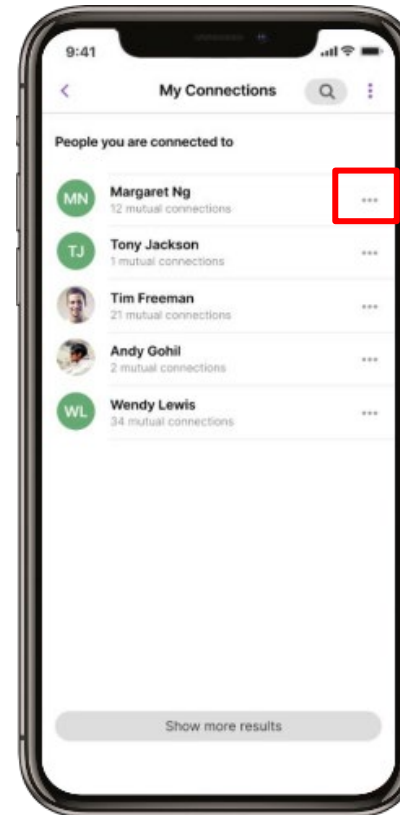 9:41
My Connections
People you are connected to
MN
Margaret Ng
12 mutual connections
TJ
Tony Jackson
1 mutual connections
Tim Freeman
21 mutual connections
Andy Gohil
2 mutual connections
WL
Wendy Lewis
34 mutual connections
Show more results